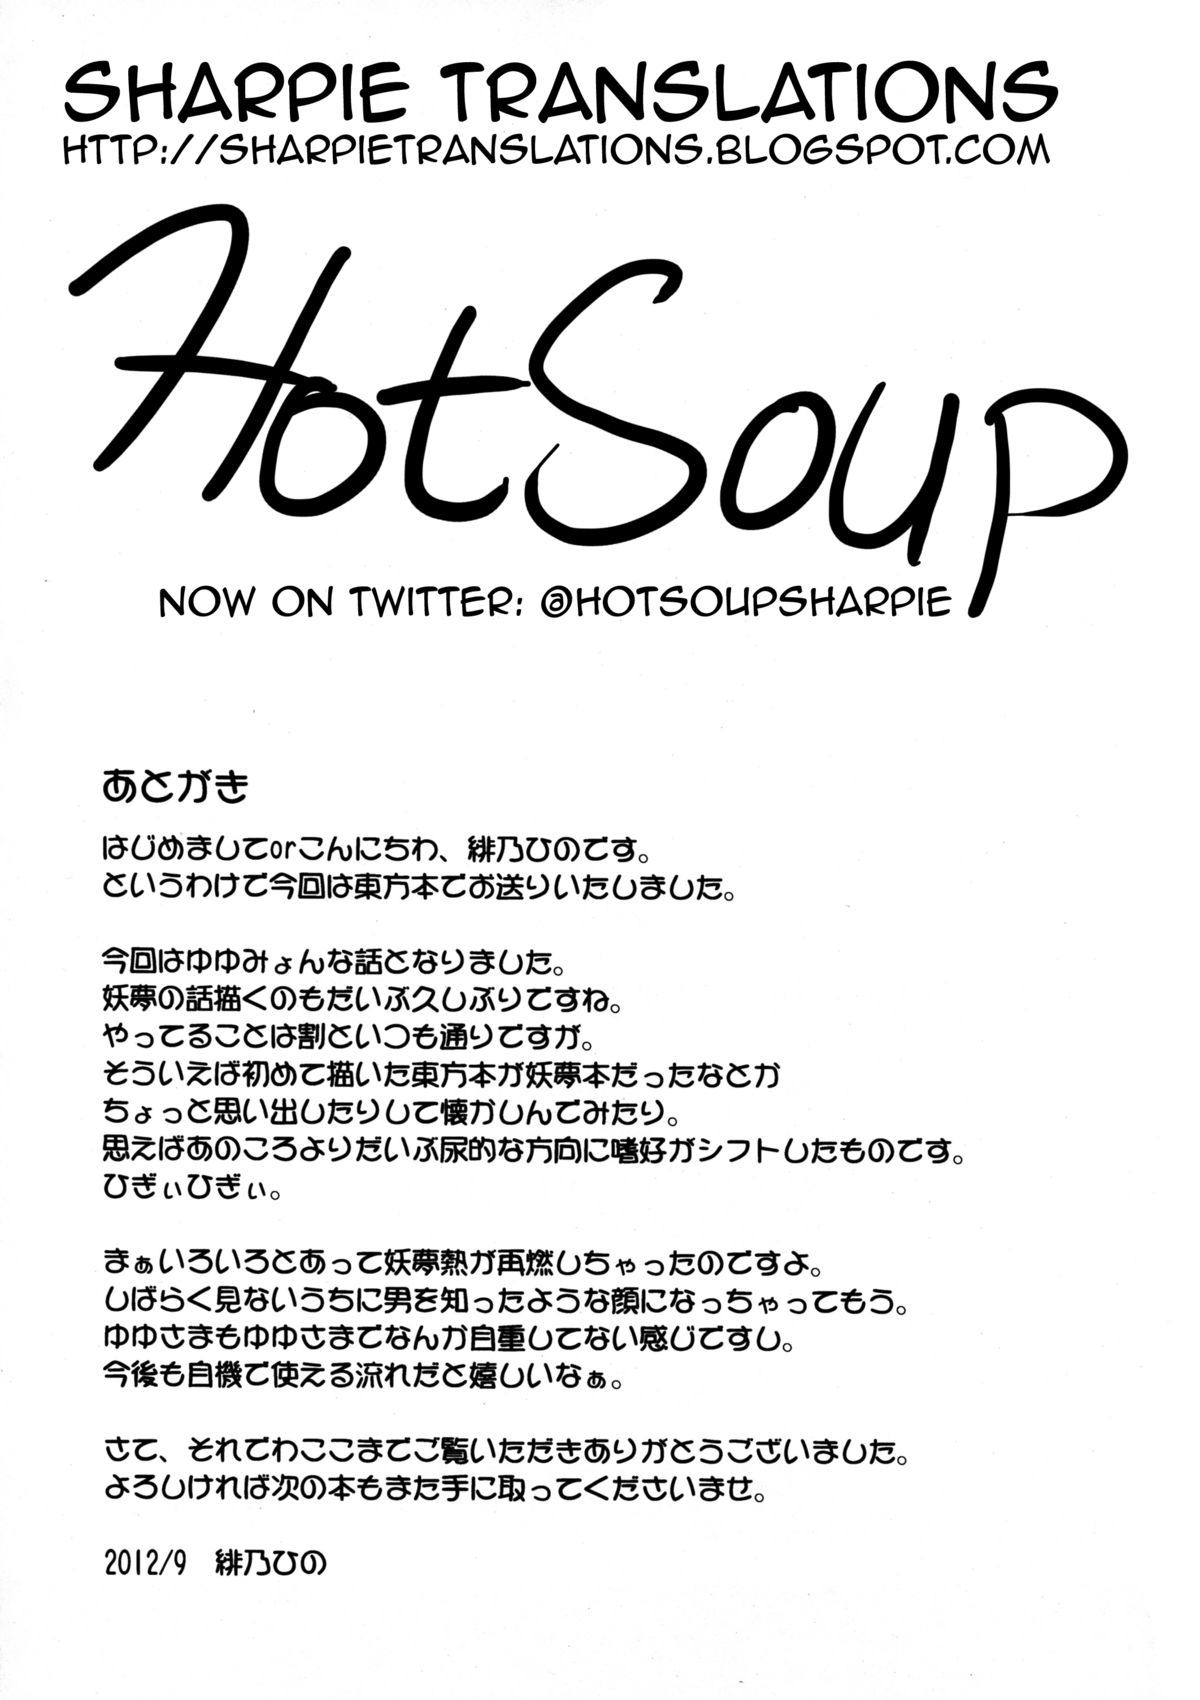 SHARPIE TRANSLATIONS
HTTP://SHARPIETRANSLATIONS.BLOGSPOT.COM
HotSoup
NOW ON TWITTER: @HOTSOUPSHARPIE
あとがき
はじめましてorこんにちわ、緋乃ひのです。
というわけで今回は東方本でお送りいたしました。
今回はゆゆみょんな話となりました。
妖夢の話描くのもだいぶ久しぶりですね。
やってることは割といつも通りですが。
そういえば初めて描いた東方本が妖夢本だったなとか
ちょっと思い出したりして懐かしんでみたり。
思えばあのころよりだいぶ尿的な方向に嗜好がシフトしたものです。
ひぎぃひぎぃ。
まぁいろいろとあって妖夢熱が再燃しちゃったのですよ。
しばらく見ないうちに男を知ったような顔になっちゃってもう。
ゆゆさまもゆゆさまでなんか自重してない感じですし。
今後も自機で使える流れだと嬉しいなぁ。
さて、それでわここまでご覧いただきありがとうございました。
よろしければ次の本もまた手に取ってくださいませ。
2012/9 緋乃ひの